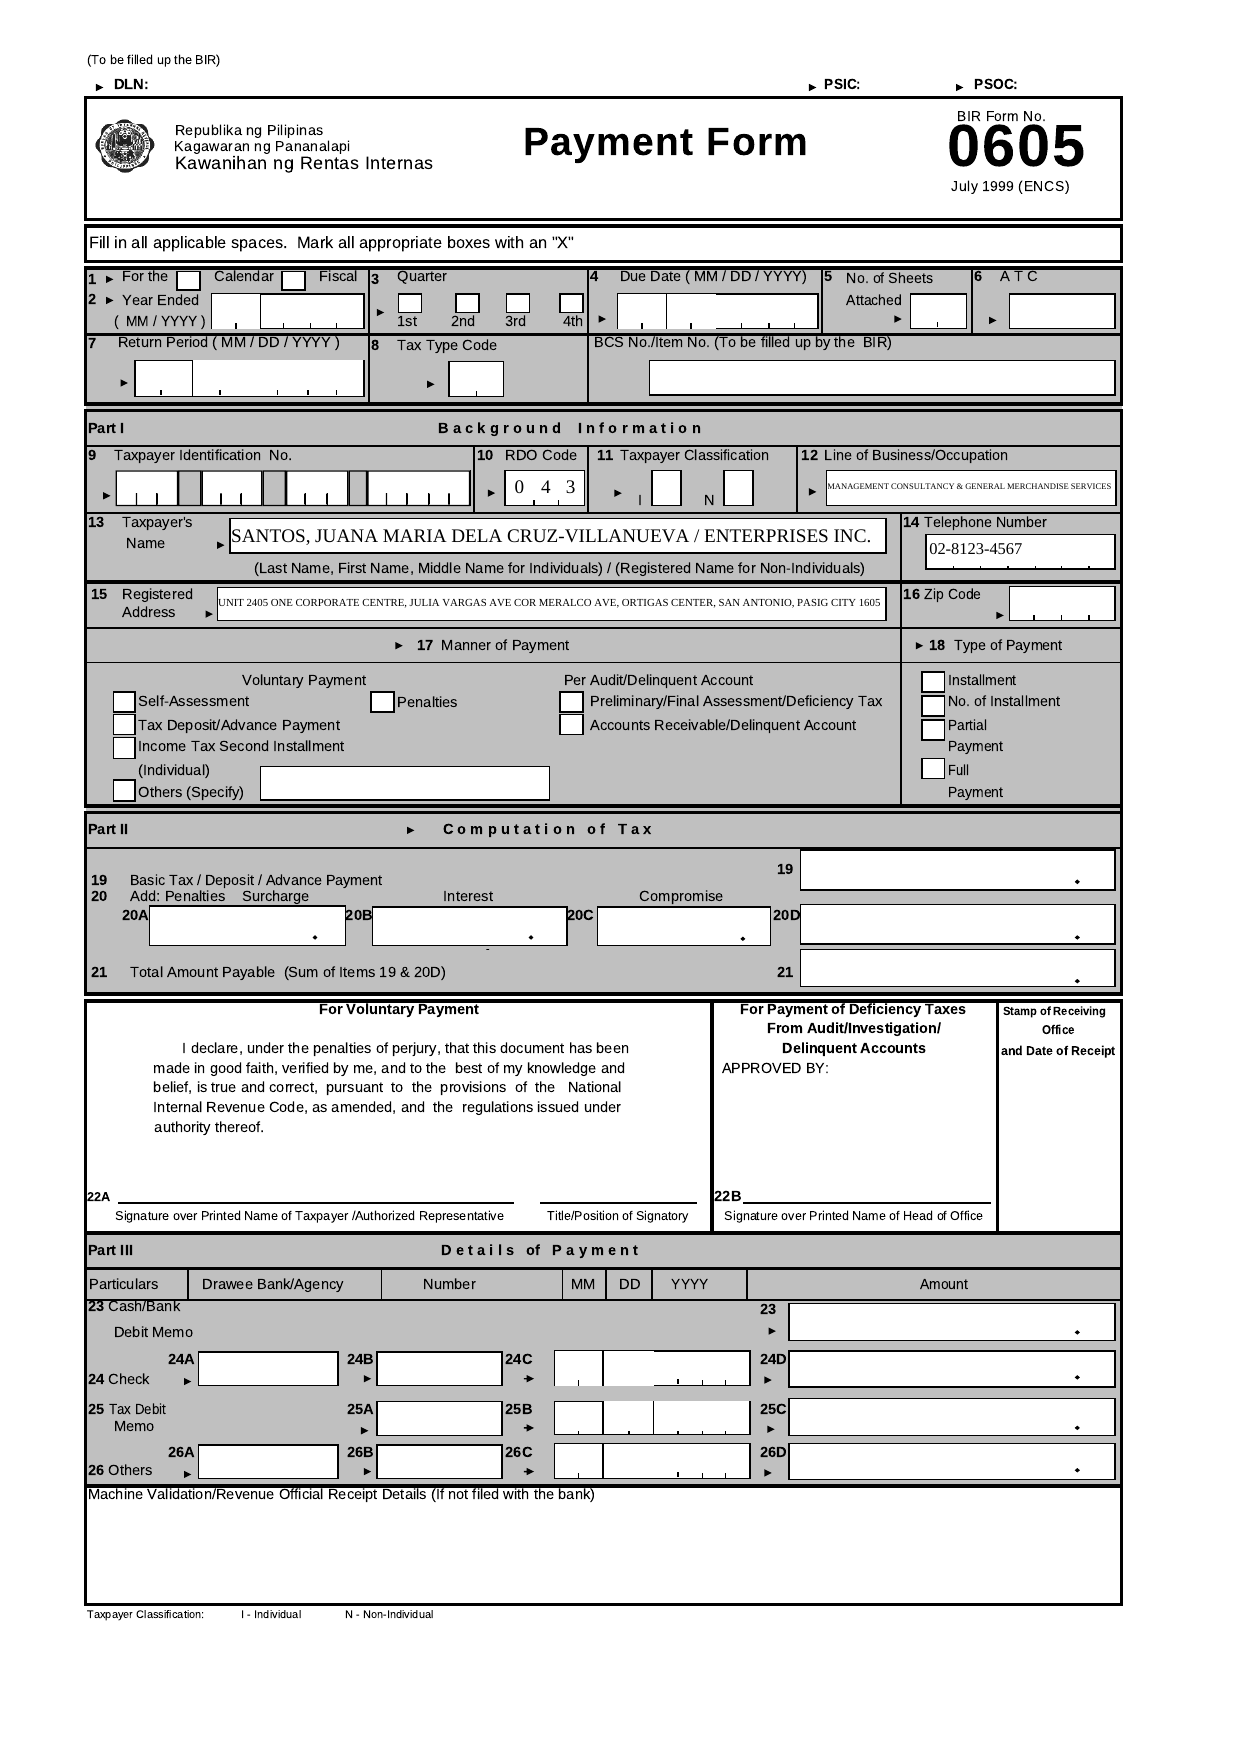 (To be filled up the BIR)
► DLN: ► PSIC: ► PSOC:
Republika ng Pilipinas
Kagawaran ng Pananalapi
Kawanihan ng Rentas Internas
Payment Form
BIR Form No.
0605
July 1999 (ENCS)
Fill in all applicable spaces. Mark all appropriate boxes with an "X"
1 ► For the Calendar Fiscal
2 ► Year Ended
( MM / YYYY )
3 Quarter
►
1st 2nd 3rd 4th
4 Due Date ( MM / DD / YYYY)
►
5 No. of Sheets
Attached
►
6 A T C
►
7 Return Period ( MM / DD / YYYY )
►
8 Tax Type Code
►
BCS No./Item No. (To be filled up by the BIR)
Part I Background Information
9 Taxpayer Identification No.
►
10 RDO Code
► 0 4 3
11 Taxpayer Classification
► I N
12 Line of Business/Occupation
► MANAGEMENT CONSULTANCY & GENERAL MERCHANDISE SERVICES
13 Taxpayer's
Name ► SANTOS, JUANA MARIA DELA CRUZ-VILLANUEVA / ENTERPRISES INC.
(Last Name, First Name, Middle Name for Individuals) / (Registered Name for Non-Individuals)
14 Telephone Number
02-8123-4567
15 Registered
Address ► UNIT 2405 ONE CORPORATE CENTRE, JULIA VARGAS AVE COR MERALCO AVE, ORTIGAS CENTER, SAN ANTONIO, PASIG CITY 1605
16 Zip Code
►
► 17 Manner of Payment
► 18 Type of Payment
Voluntary Payment Per Audit/Delinquent Account
Self-Assessment Penalties Preliminary/Final Assessment/Deficiency Tax
Tax Deposit/Advance Payment Accounts Receivable/Delinquent Account
Income Tax Second Installment
(Individual)
Others (Specify)
Installment
No. of Installment
Partial
Payment
Full
Payment
Part II ► Computation of Tax
19 Basic Tax / Deposit / Advance Payment 19
20 Add: Penalties Surcharge Interest Compromise
20A 20B 20C 20D
21 Total Amount Payable (Sum of Items 19 & 20D) 21
For Voluntary Payment
I declare, under the penalties of perjury, that this document has been
made in good faith, verified by me, and to the best of my knowledge and
belief, is true and correct, pursuant to the provisions of the National
Internal Revenue Code, as amended, and the regulations issued under
authority thereof.
22A
Signature over Printed Name of Taxpayer /Authorized Representative Title/Position of Signatory
For Payment of Deficiency Taxes
From Audit/Investigation/
Delinquent Accounts
APPROVED BY:
22B
Signature over Printed Name of Head of Office
Stamp of Receiving
Office
and Date of Receipt
Part III Details of Payment
Particulars Drawee Bank/Agency Number MM DD YYYY Amount
23 Cash/Bank 23
Debit Memo ►
24A 24B 24C 24D
24 Check ► ► ► ►
25 Tax Debit 25A 25B 25C
Memo ► ► ►
26A 26B 26C 26D
26 Others ► ► ► ►
Machine Validation/Revenue Official Receipt Details (If not filed with the bank)
Taxpayer Classification: I - Individual N - Non-Individual